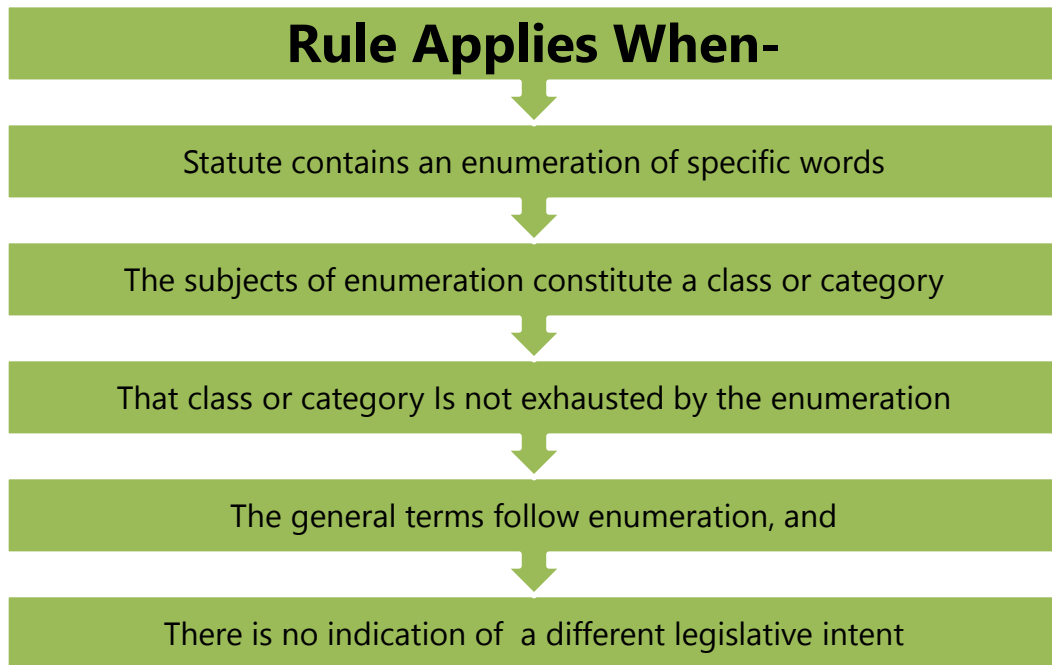 Rule Applies When-
Statute contains an enumeration of specific words
The subjects of enumeration constitute a class or category
That class or category Is not exhausted by the enumeration
The general terms follow enumeration, and
There is no indication of  a different legislative intent